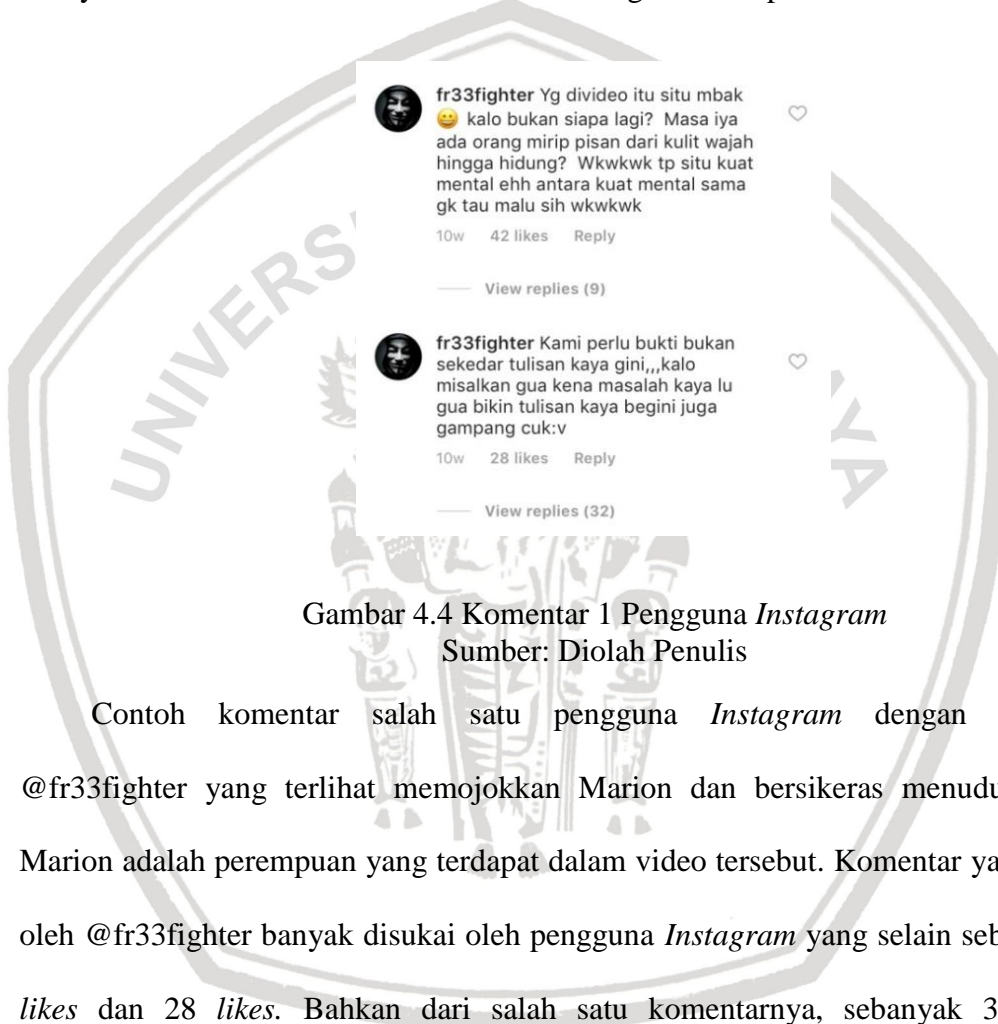 fr33fighter Yg divideo itu situ mbak
😀 kalo bukan siapa lagi? Masa iya
ada orang mirip pisan dari kulit wajah
hingga hidung? Wkwkwk tp situ kuat
mental ehh antara kuat mental sama
gk tau malu sih wkwkwk
10w 42 likes Reply
View replies (9)
fr33fighter Kami perlu bukti bukan
sekedar tulisan kaya gini,,,kalo
misalkan gua kena masalah kaya lu
gua bikin tulisan kaya begini juga
gampang cuk:v
10w 28 likes Reply
View replies (32)
Gambar 4.4 Komentar 1 Pengguna Instagram
Sumber: Diolah Penulis
Contoh komentar salah satu pengguna Instagram dengan
@fr33fighter yang terlihat memojokkan Marion dan bersikeras
Marion adalah perempuan yang terdapat dalam video tersebut. Komentar
oleh @fr33fighter banyak disukai oleh pengguna Instagram yang selain
likes dan 28 likes. Bahkan dari salah satu komentarnya, sebanyak